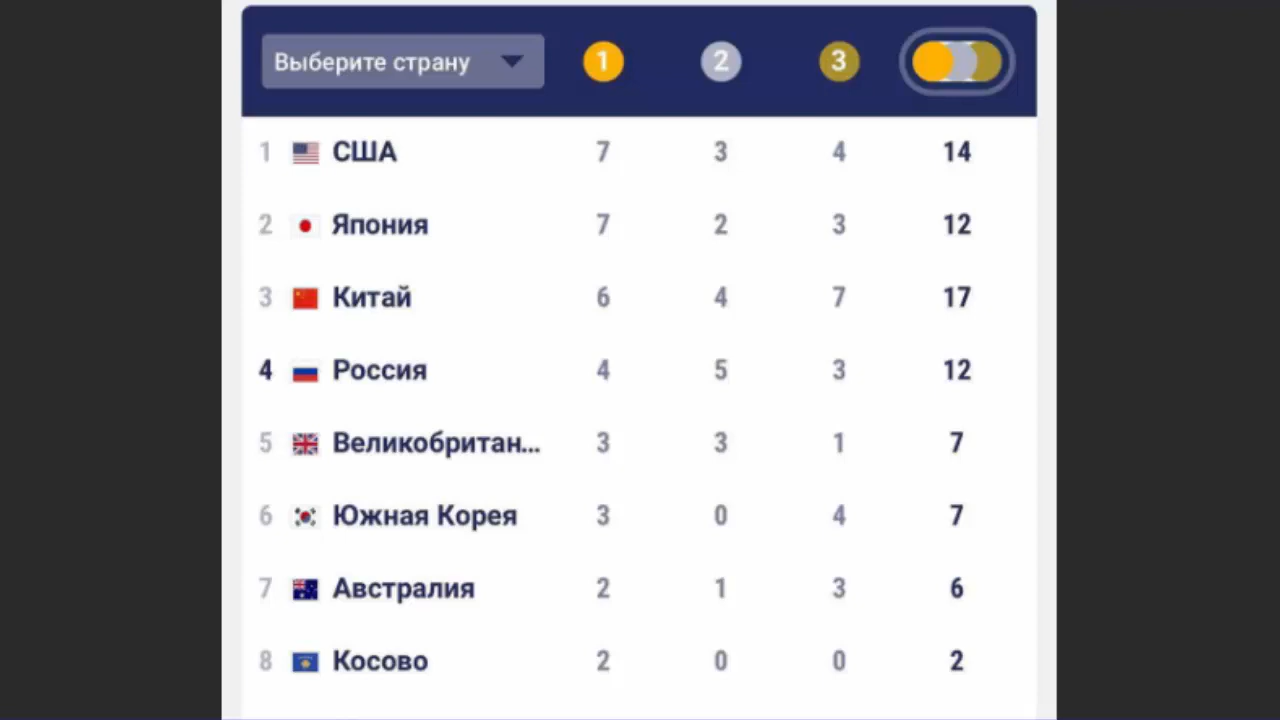 Выберите страну 1 2 3
1 США 7 3 4 14
2 Япония 7 2 3 12
3 Китай 6 4 7 17
4 Россия 4 5 3 12
5 Великобритан... 3 3 1 7
6 Южная Корея 3 0 4 7
7 Австралия 2 1 3 6
8 Косово 2 0 0 2